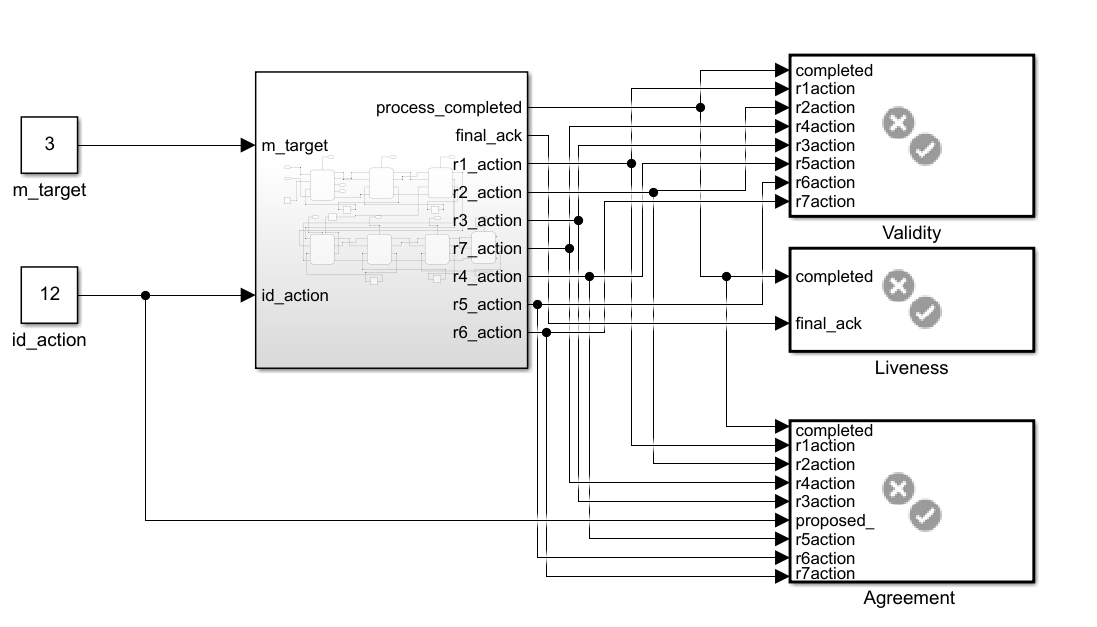 3
m_target
12
id_action
m_target
id_action
process_completed
final_ack
r1_action
r2_action
r3_action
r7_action
r4_action
r5_action
r6_action
completed
r1action
r2action
r4action
r3action
r5action
r6action
r7action
Validity
completed
final_ack
Liveness
completed
r1action
r2action
r4action
r3action
proposed_
r5action
r6action
r7action
Agreement